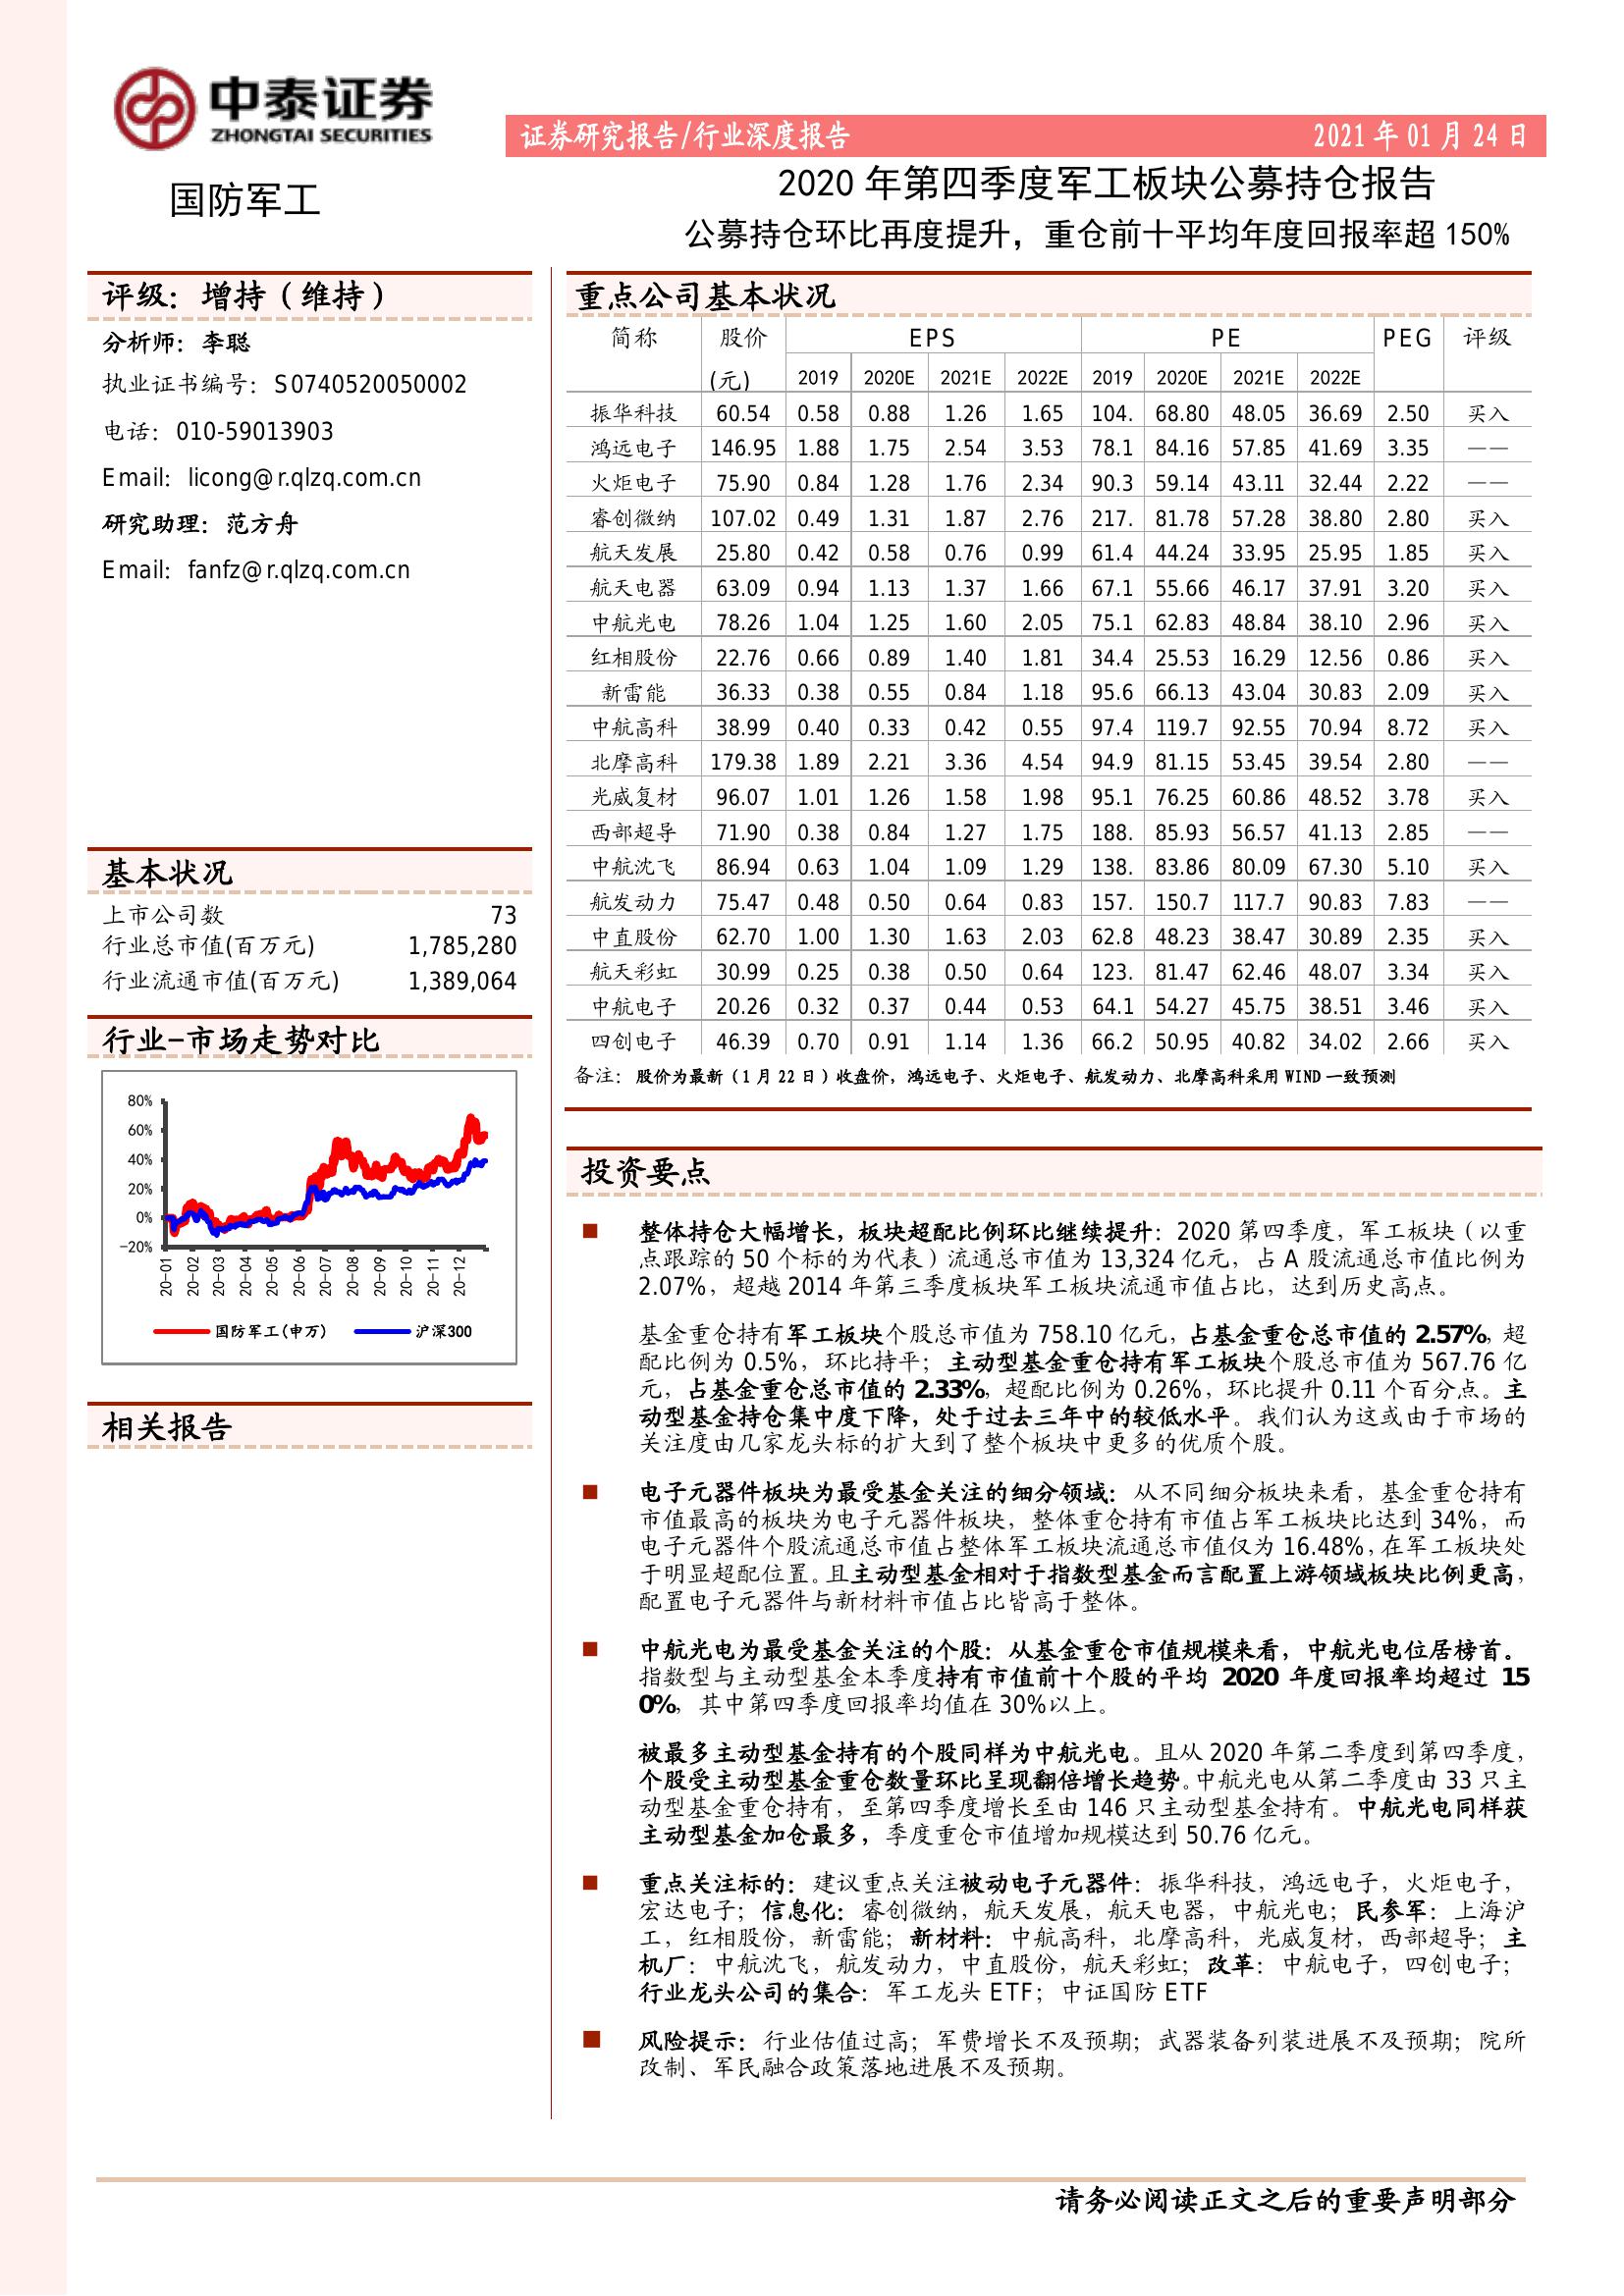 中泰证券
ZHONGTAI SECURITIES
证券研究报告/行业深度报告 2021 年 01 月 24 日
国防军工
2020 年第四季度军工板块公募持仓报告
公募持仓环比再度提升，重仓前十平均年度回报率超 150%
评级：增持（维持）
分析师：李聪
执业证书编号：S0740520050002
电话：010-59013903
Email：licong@r.qlzq.com.cn
研究助理：范方舟
Email：fanfz@r.qlzq.com.cn
基本状况
上市公司数 73
行业总市值(百万元) 1,785,280
行业流通市值(百万元) 1,389,064
行业-市场走势对比
80%
60%
40%
20%
0%
-20%
20-01 20-02 20-03 20-04 20-05 20-06 20-07 20-08 20-09 20-10 20-11 20-12
国防军工(申万) 沪深300
相关报告
重点公司基本状况
简称 股价 EPS PE PEG 评级
(元) 2019 2020E 2021E 2022E 2019 2020E 2021E 2022E
振华科技 60.54 0.58 0.88 1.26 1.65 104. 68.80 48.05 36.69 2.50 买入
鸿远电子 146.95 1.88 1.75 2.54 3.53 78.1 84.16 57.85 41.69 3.35 ——
火炬电子 75.90 0.84 1.28 1.76 2.34 90.3 59.14 43.11 32.44 2.22 ——
睿创微纳 107.02 0.49 1.31 1.87 2.76 217. 81.78 57.28 38.80 2.80 买入
航天发展 25.80 0.42 0.58 0.76 0.99 61.4 44.24 33.95 25.95 1.85 买入
航天电器 63.09 0.94 1.13 1.37 1.66 67.1 55.66 46.17 37.91 3.20 买入
中航光电 78.26 1.04 1.25 1.60 2.05 75.1 62.83 48.84 38.10 2.96 买入
红相股份 22.76 0.66 0.89 1.40 1.81 34.4 25.53 16.29 12.56 0.86 买入
新雷能 36.33 0.38 0.55 0.84 1.18 95.6 66.13 43.04 30.83 2.09 买入
中航高科 38.99 0.40 0.33 0.42 0.55 97.4 119.7 92.55 70.94 8.72 买入
北摩高科 179.38 1.89 2.21 3.36 4.54 94.9 81.15 53.45 39.54 2.80 ——
光威复材 96.07 1.01 1.26 1.58 1.98 95.1 76.25 60.86 48.52 3.78 买入
西部超导 71.90 0.38 0.84 1.27 1.75 188. 85.93 56.57 41.13 2.85 ——
中航沈飞 86.94 0.63 1.04 1.09 1.29 138. 83.86 80.09 67.30 5.10 买入
航发动力 75.47 0.48 0.50 0.64 0.83 157. 150.7 117.7 90.83 7.83 ——
中直股份 62.70 1.00 1.30 1.63 2.03 62.8 48.23 38.47 30.89 2.35 买入
航天彩虹 30.99 0.25 0.38 0.50 0.64 123. 81.47 62.46 48.07 3.34 买入
中航电子 20.26 0.32 0.37 0.44 0.53 64.1 54.27 45.75 38.51 3.46 买入
四创电子 46.39 0.70 0.91 1.14 1.36 66.2 50.95 40.82 34.02 2.66 买入
备注：股价为最新（1 月 22 日）收盘价，鸿远电子、火炬电子、航发动力、北摩高科采用 WIND 一致预测
投资要点
■ 整体持仓大幅增长，板块超配比例环比继续提升：2020 第四季度，军工板块（以重
点跟踪的 50 个标的为代表）流通总市值为 13,324 亿元，占 A 股流通总市值比例为
2.07%，超越 2014 年第三季度板块军工板块流通市值占比，达到历史高点。
基金重仓持有军工板块个股总市值为 758.10 亿元，占基金重仓总市值的 2.57%，超
配比例为 0.5%，环比持平；主动型基金重仓持有军工板块个股总市值为 567.76 亿
元，占基金重仓总市值的 2.33%，超配比例为 0.26%，环比提升 0.11 个百分点。主
动型基金持仓集中度下降，处于过去三年中的较低水平。我们认为这或由于市场的
关注度由几家龙头标的扩大到了整个板块中更多的优质个股。
■ 电子元器件板块为最受基金关注的细分领域：从不同细分板块来看，基金重仓持有
市值最高的板块为电子元器件板块，整体重仓持有市值占军工板块比达到 34%，而
电子元器件个股流通总市值占整体军工板块流通总市值仅为 16.48%，在军工板块处
于明显超配位置。且主动型基金相对于指数型基金而言配置上游领域板块比例更高，
配置电子元器件与新材料市值占比皆高于整体。
■ 中航光电为最受基金关注的个股：从基金重仓市值规模来看，中航光电位居榜首。
指数型与主动型基金本季度持有市值前十个股的平均 2020 年度回报率均超过 15
0%，其中第四季度回报率均值在 30%以上。
被最多主动型基金持有的个股同样为中航光电。且从 2020 年第二季度到第四季度，
个股受主动型基金重仓数量环比呈现翻倍增长趋势。中航光电从第二季度由 33 只主
动型基金重仓持有，至第四季度增长至由 146 只主动型基金持有。中航光电同样获
主动型基金加仓最多，季度重仓市值增加规模达到 50.76 亿元。
■ 重点关注标的：建议重点关注被动电子元器件：振华科技，鸿远电子，火炬电子，
宏达电子；信息化：睿创微纳，航天发展，航天电器，中航光电；民参军：上海沪
工，红相股份，新雷能；新材料：中航高科，北摩高科，光威复材，西部超导；主
机厂：中航沈飞，航发动力，中直股份，航天彩虹；改革：中航电子，四创电子；
行业龙头公司的集合：军工龙头 ETF；中证国防 ETF
■ 风险提示：行业估值过高；军费增长不及预期；武器装备列装进展不及预期；院所
改制、军民融合政策落地进展不及预期。
请务必阅读正文之后的重要声明部分